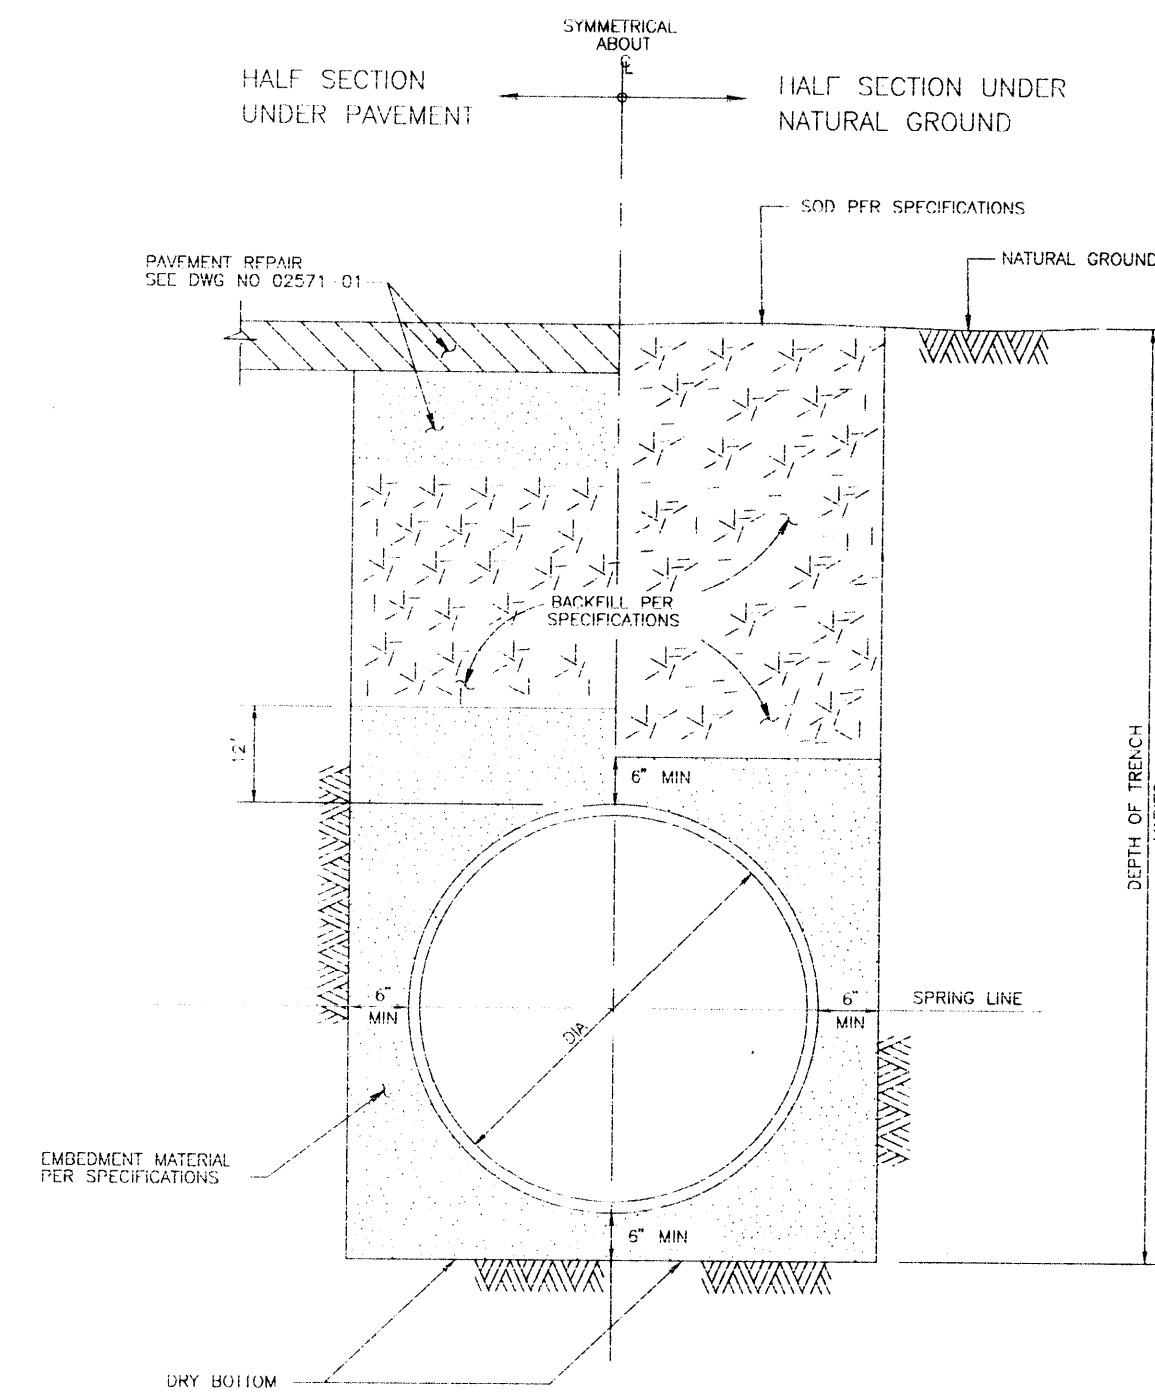 SYMMETRICAL
ABOUT
℄
HALF SECTION
UNDER PAVEMENT
HALF SECTION UNDER
NATURAL GROUND
SOD PER SPECIFICATIONS
NATURAL GROUND
PAVEMENT REPAIR
SEE DWG NO 02571-01
BACKFILL PER
SPECIFICATIONS
12"
6" MIN
DEPTH OF TRENCH
6"
MIN
6"
MIN
SPRING LINE
DIA
EMBEDMENT MATERIAL
PER SPECIFICATIONS
6" MIN
DRY BOTTOM